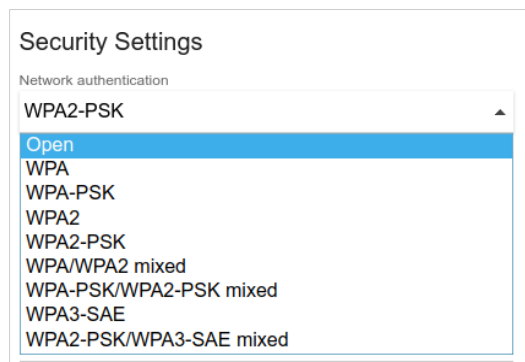 Security Settings
Network authentication
WPA2-PSK
Open
WPA
WPA-PSK
WPA2
WPA2-PSK
WPA/WPA2 mixed
WPA-PSK/WPA2-PSK mixed
WPA3-SAE
WPA2-PSK/WPA3-SAE mixed